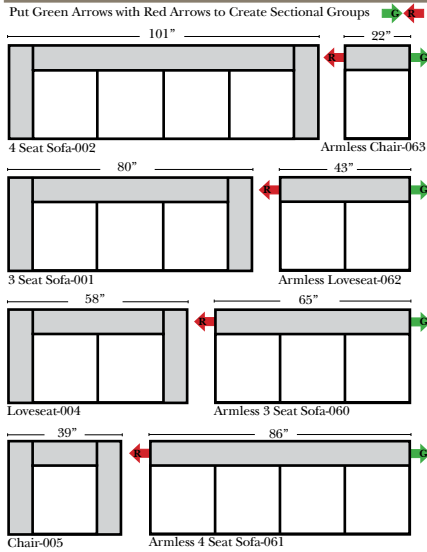 Put Green Arrows with Red Arrows to Create Sectional Groups G R
101” 22”
R G
4 Seat Sofa-002 Armless Chair-063
80” 43”
R G
3 Seat Sofa-001 Armless Loveseat-062
58” 65”
R G
Loveseat-004 Armless 3 Seat Sofa-060
39” 86”
R G
Chair-005 Armless 4 Seat Sofa-061